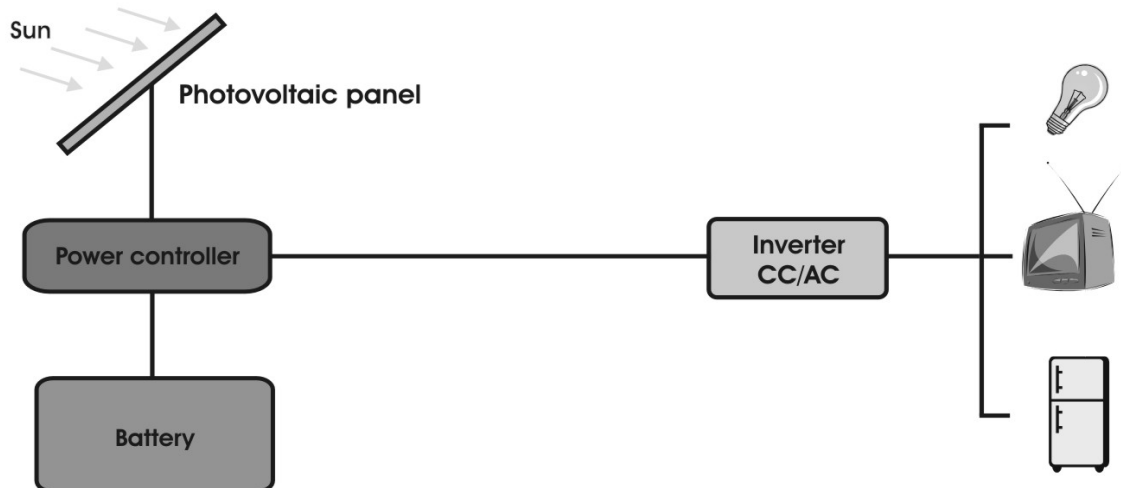 Sun
Photovoltaic panel
Power controller
Inverter
CC/AC
Battery